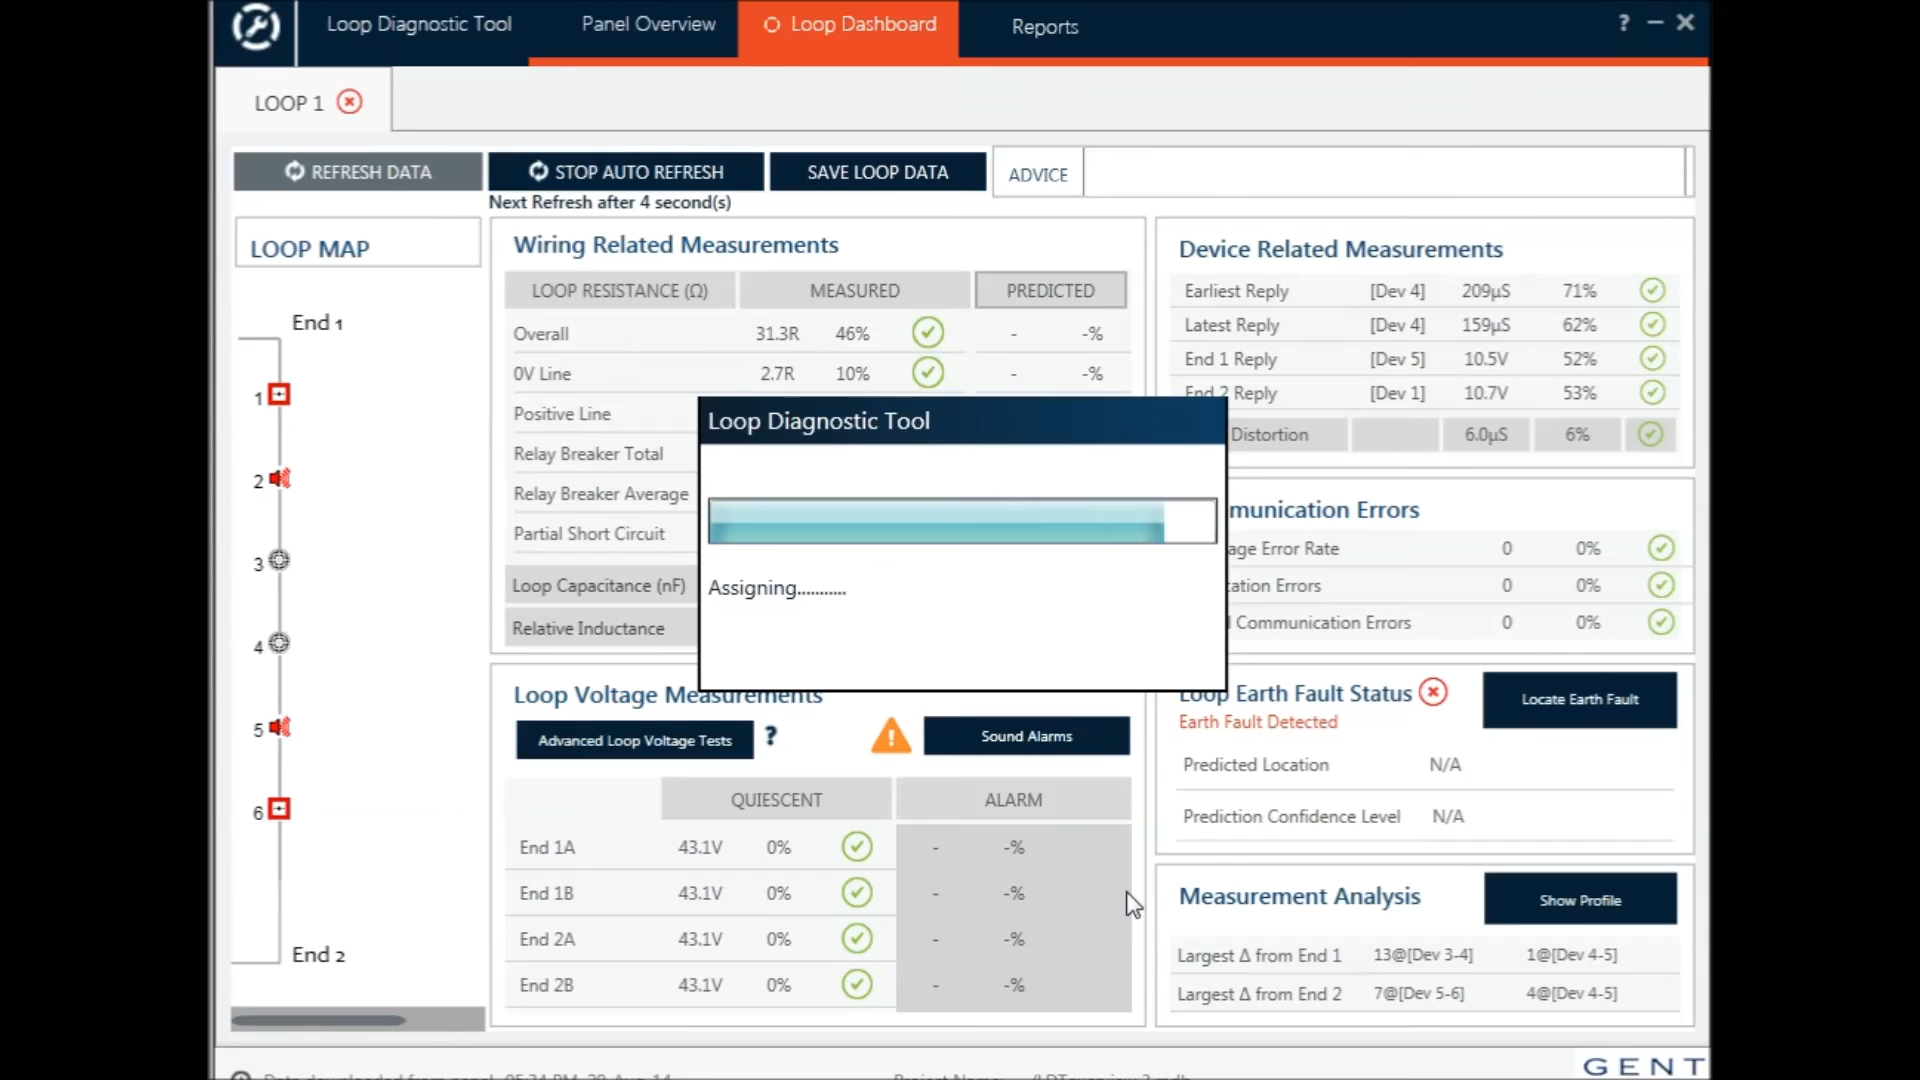 Loop Diagnostic Tool
Panel Overview
Loop Dashboard
Reports
? − ✕
LOOP 1
REFRESH DATA
STOP AUTO REFRESH
SAVE LOOP DATA
ADVICE
Next Refresh after 4 second(s)
LOOP MAP
End 1
1
2
3
4
5
6
End 2
Wiring Related Measurements
LOOP RESISTANCE (Ω) MEASURED PREDICTED
Overall 31.3R 46% - -%
0V Line 2.7R 10% - -%
Positive Line
Relay Breaker Total
Relay Breaker Average
Partial Short Circuit
Loop Capacitance (nF)
Relative Inductance
Loop Diagnostic Tool
Assigning...........
Loop Voltage Measurements
Advanced Loop Voltage Tests ?
Sound Alarms
QUIESCENT ALARM
End 1A 43.1V 0% - -%
End 1B 43.1V 0% - -%
End 2A 43.1V 0% - -%
End 2B 43.1V 0% - -%
Device Related Measurements
Earliest Reply [Dev 4] 209µS 71%
Latest Reply [Dev 4] 159µS 62%
End 1 Reply [Dev 5] 10.5V 52%
End 2 Reply [Dev 1] 10.7V 53%
Distortion 6.0µS 6%
munication Errors
age Error Rate 0 0%
ation Errors 0 0%
Communication Errors 0 0%
Loop Earth Fault Status
Earth Fault Detected
Locate Earth Fault
Predicted Location N/A
Prediction Confidence Level N/A
Measurement Analysis
Show Profile
Largest Δ from End 1 13@[Dev 3-4] 1@[Dev 4-5]
Largest Δ from End 2 7@[Dev 5-6] 4@[Dev 4-5]
GENT